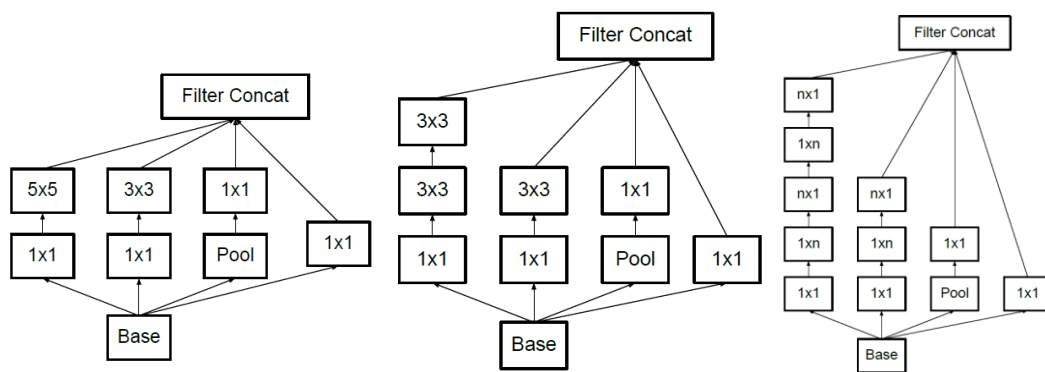 Filter Concat
5x5
3x3
1x1
1x1
1x1
Pool
1x1
Base
Filter Concat
3x3
3x3
3x3
1x1
1x1
1x1
Pool
1x1
Base
Filter Concat
nx1
1xn
nx1
nx1
1xn
1xn
1x1
1x1
1x1
Pool
1x1
Base